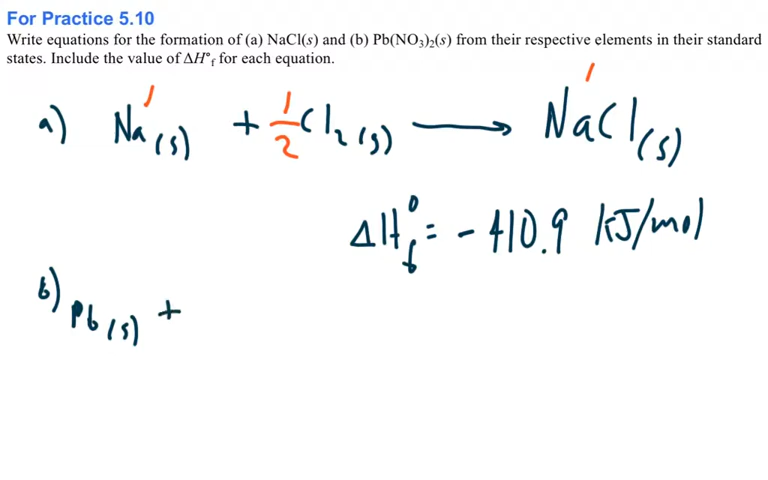 For Practice 5.10
Write equations for the formation of (a) NaCl(s) and (b) Pb(NO₃)₂(s) from their respective elements in their standard
states. Include the value of ΔH°f for each equation.
a) Na(s) + 1/2 Cl₂(g) ⟶ NaCl(s)
ΔH°f = - 410.9 kJ/mol
b) Pb(s) +